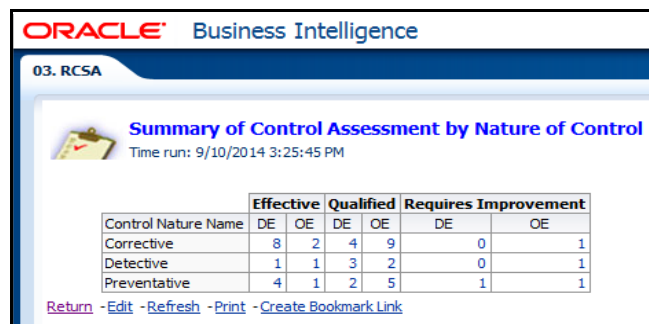 ORACLE® Business Intelligence
03. RCSA
Summary of Control Assessment by Nature of Control
Time run: 9/10/2014 3:25:45 PM
Effective Qualified Requires Improvement
Control Nature Name DE OE DE OE DE OE
Corrective 8 2 4 9 0 1
Detective 1 1 3 2 0 1
Preventative 4 1 2 5 1 1
Return - Edit - Refresh - Print - Create Bookmark Link